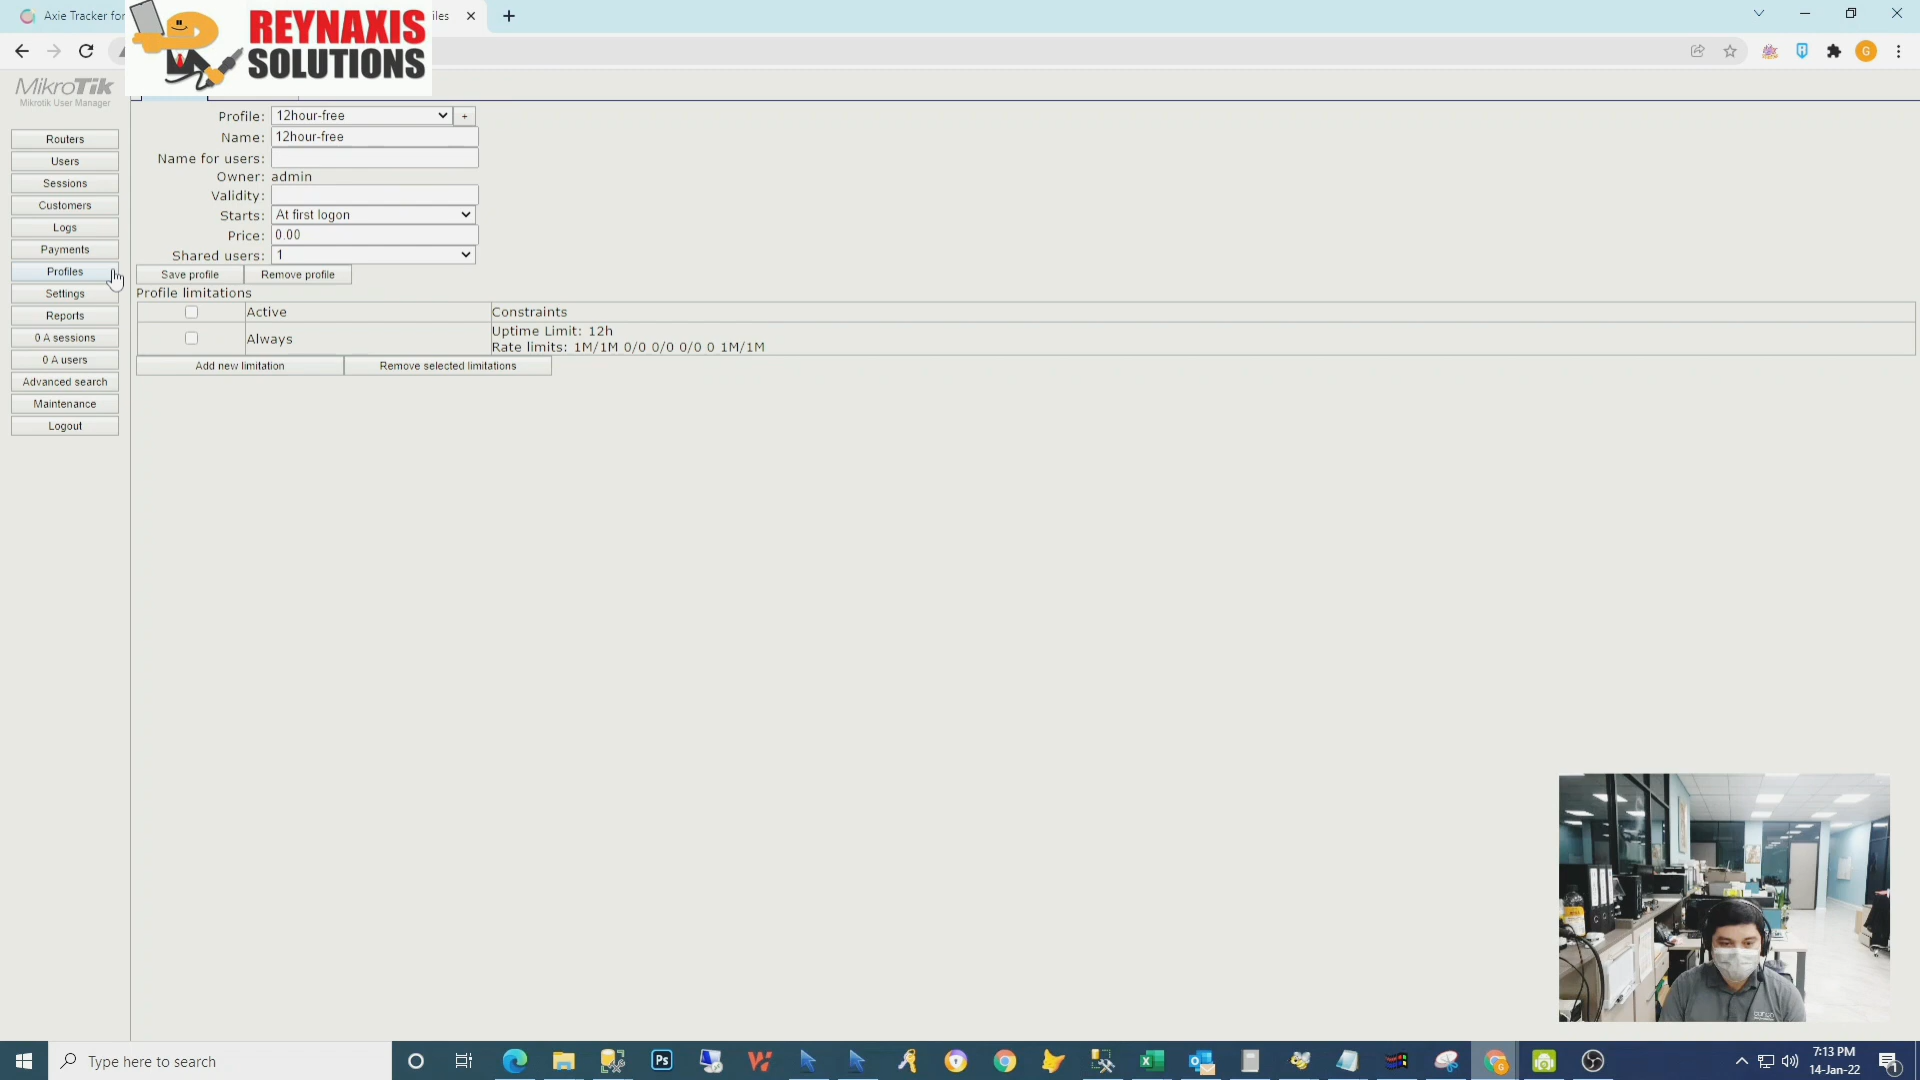 Axie Tracker for
iles
REYNAXIS
SOLUTIONS
G
MikroTik
Mikrotik User Manager
Routers
Users
Sessions
Customers
Logs
Payments
Profiles
Settings
Reports
0 A sessions
0 A users
Advanced search
Maintenance
Logout
Profile: 12hour-free +
Name: 12hour-free
Name for users:
Owner: admin
Validity:
Starts: At first logon
Price: 0.00
Shared users: 1
Save profile Remove profile
Profile limitations
Active Constraints
Always Uptime Limit: 12h
Rate limits: 1M/1M 0/0 0/0 0/0 0 1M/1M
Add new limitation Remove selected limitations
Type here to search
Ps
G
7:13 PM
14-Jan-22
1